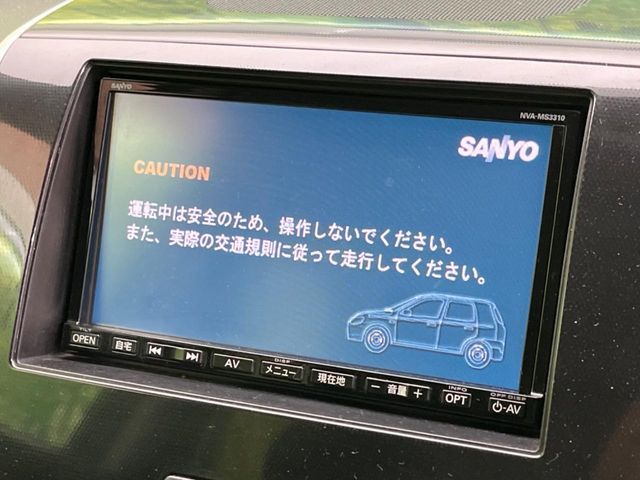 SANYO
NVA-MS3310
SANYO
CAUTION
運転中は安全のため、操作しないでください。
また、実際の交通規則に従って走行してください。
TILT DISP INFO OFF DISP
OPEN 自宅 AV メニュー 現在地 − 音量 + OPT ⏻-AV